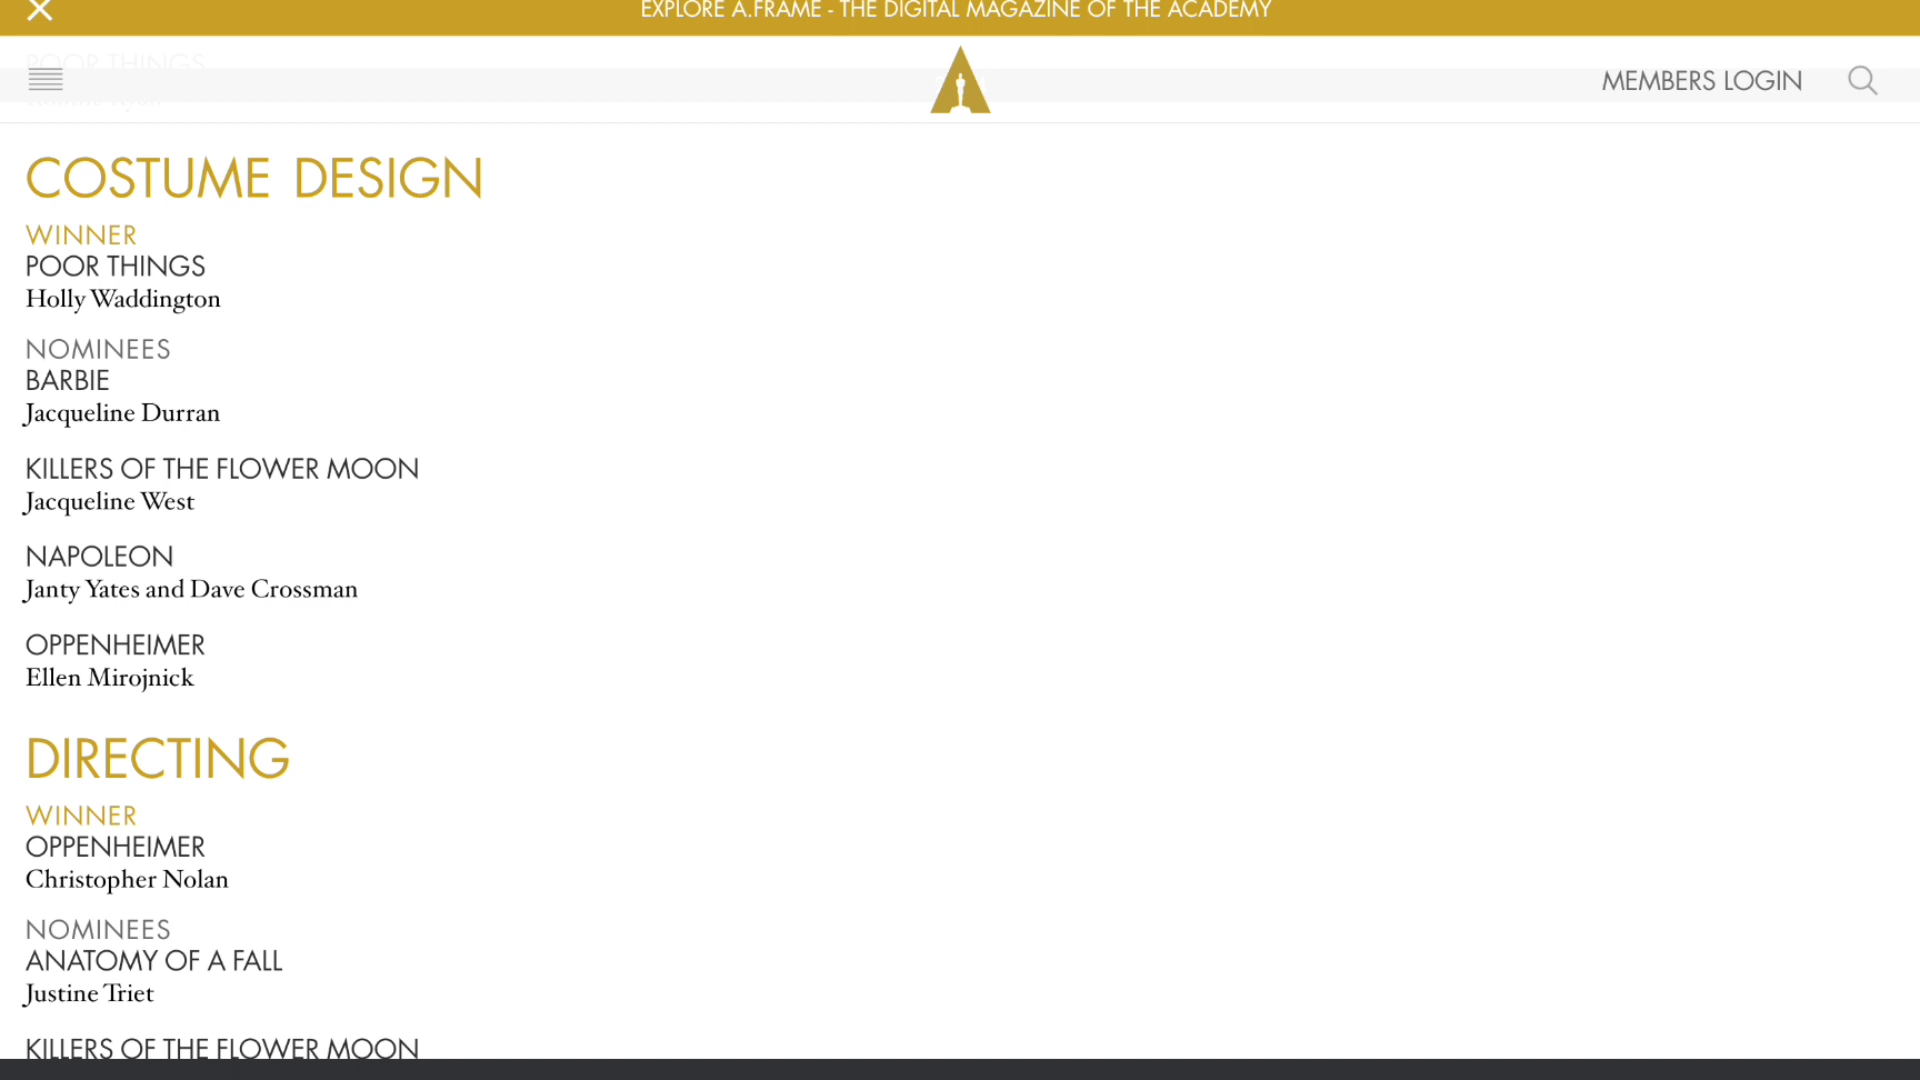 EXPLORE A.FRAME - THE DIGITAL MAGAZINE OF THE ACADEMY
POOR THINGS
MEMBERS LOGIN
COSTUME DESIGN
WINNER
POOR THINGS
Holly Waddington
NOMINEES
BARBIE
Jacqueline Durran
KILLERS OF THE FLOWER MOON
Jacqueline West
NAPOLEON
Janty Yates and Dave Crossman
OPPENHEIMER
Ellen Mirojnick
DIRECTING
WINNER
OPPENHEIMER
Christopher Nolan
NOMINEES
ANATOMY OF A FALL
Justine Triet
KILLERS OF THE FLOWER MOON